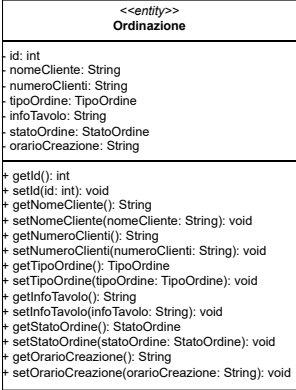 <<entity>>
Ordinazione
- id: int
- nomeCliente: String
- numeroClienti: String
- tipoOrdine: TipoOrdine
- infoTavolo: String
- statoOrdine: StatoOrdine
- orarioCreazione: String
+ getId(): int
+ setId(id: int): void
+ getNomeCliente(): String
+ setNomeCliente(nomeCliente: String): void
+ getNumeroClienti(): String
+ setNumeroClienti(numeroClienti: String): void
+ getTipoOrdine(): TipoOrdine
+ setTipoOrdine(tipoOrdine: TipoOrdine): void
+ getInfoTavolo(): String
+ setInfoTavolo(infoTavolo: String): void
+ getStatoOrdine(): StatoOrdine
+ setStatoOrdine(statoOrdine: StatoOrdine): void
+ getOrarioCreazione(): String
+ setOrarioCreazione(orarioCreazione: String): void